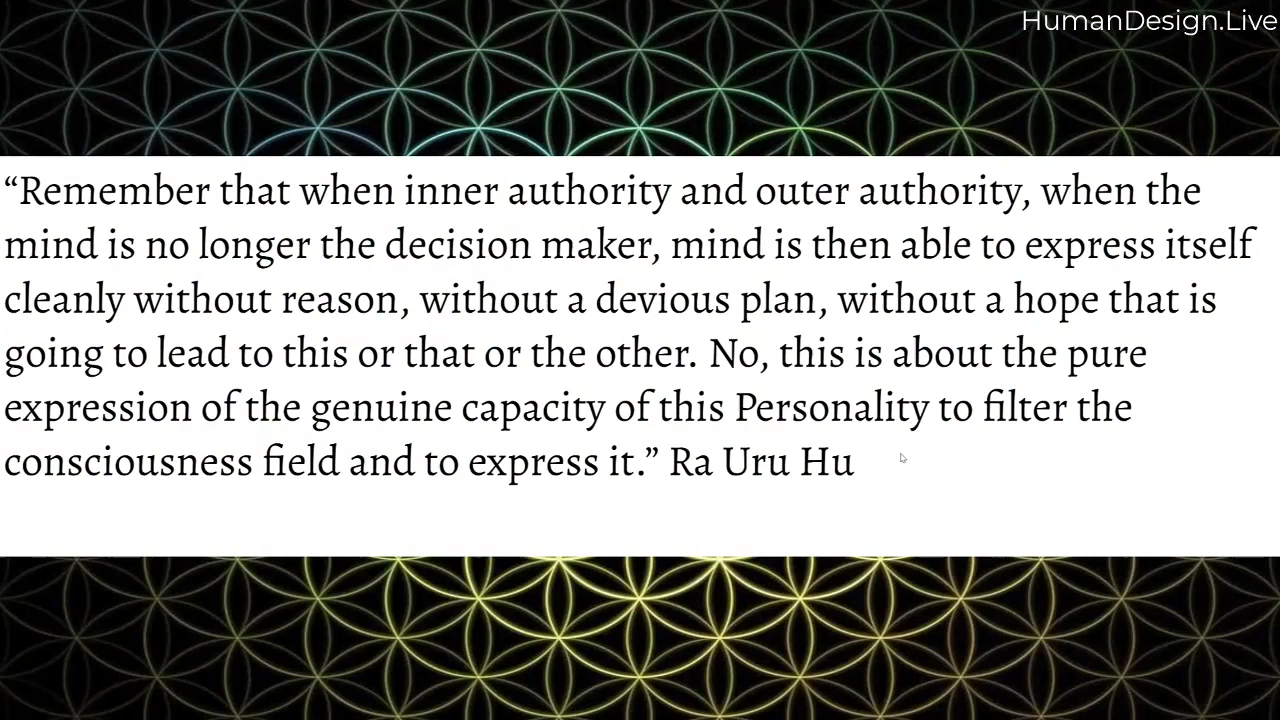 HumanDesign.Live
“Remember that when inner authority and outer authority, when the
mind is no longer the decision maker, mind is then able to express itself
cleanly without reason, without a devious plan, without a hope that is
going to lead to this or that or the other. No, this is about the pure
expression of the genuine capacity of this Personality to filter the
consciousness field and to express it.” Ra Uru Hu